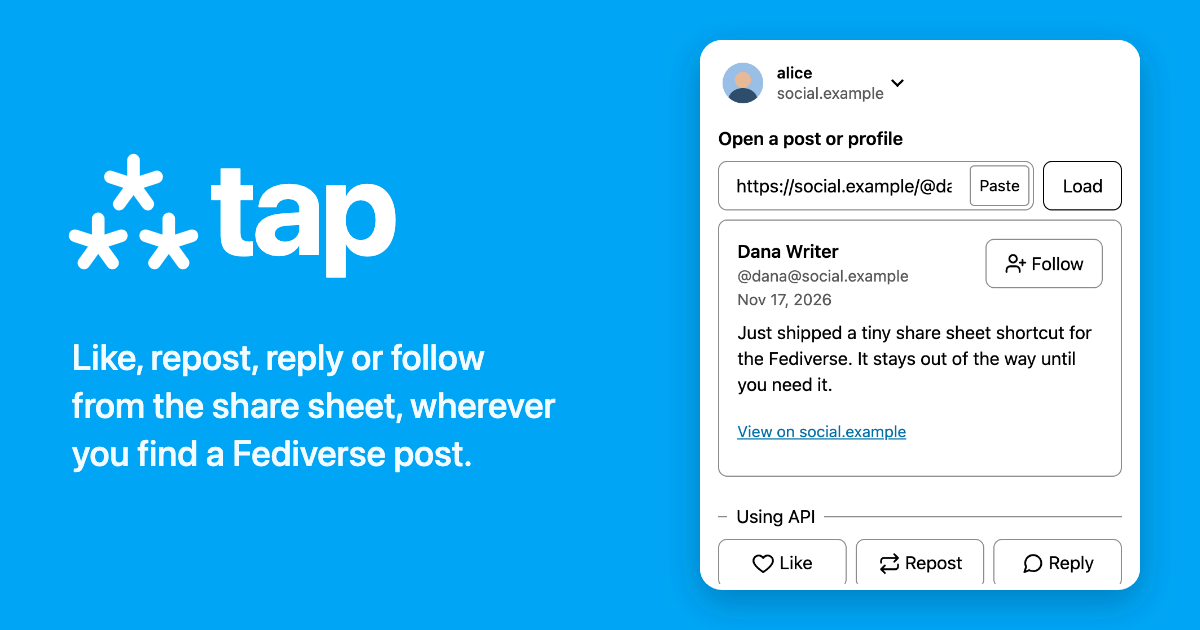 tap
Like, repost, reply or follow
from the share sheet, wherever
you find a Fediverse post.
alice
social.example
Open a post or profile
https://social.example/@da
Paste
Load
Dana Writer
@dana@social.example
Nov 17, 2026
Follow
Just shipped a tiny share sheet shortcut for
the Fediverse. It stays out of the way until
you need it.
View on social.example
Using API
Like
Repost
Reply